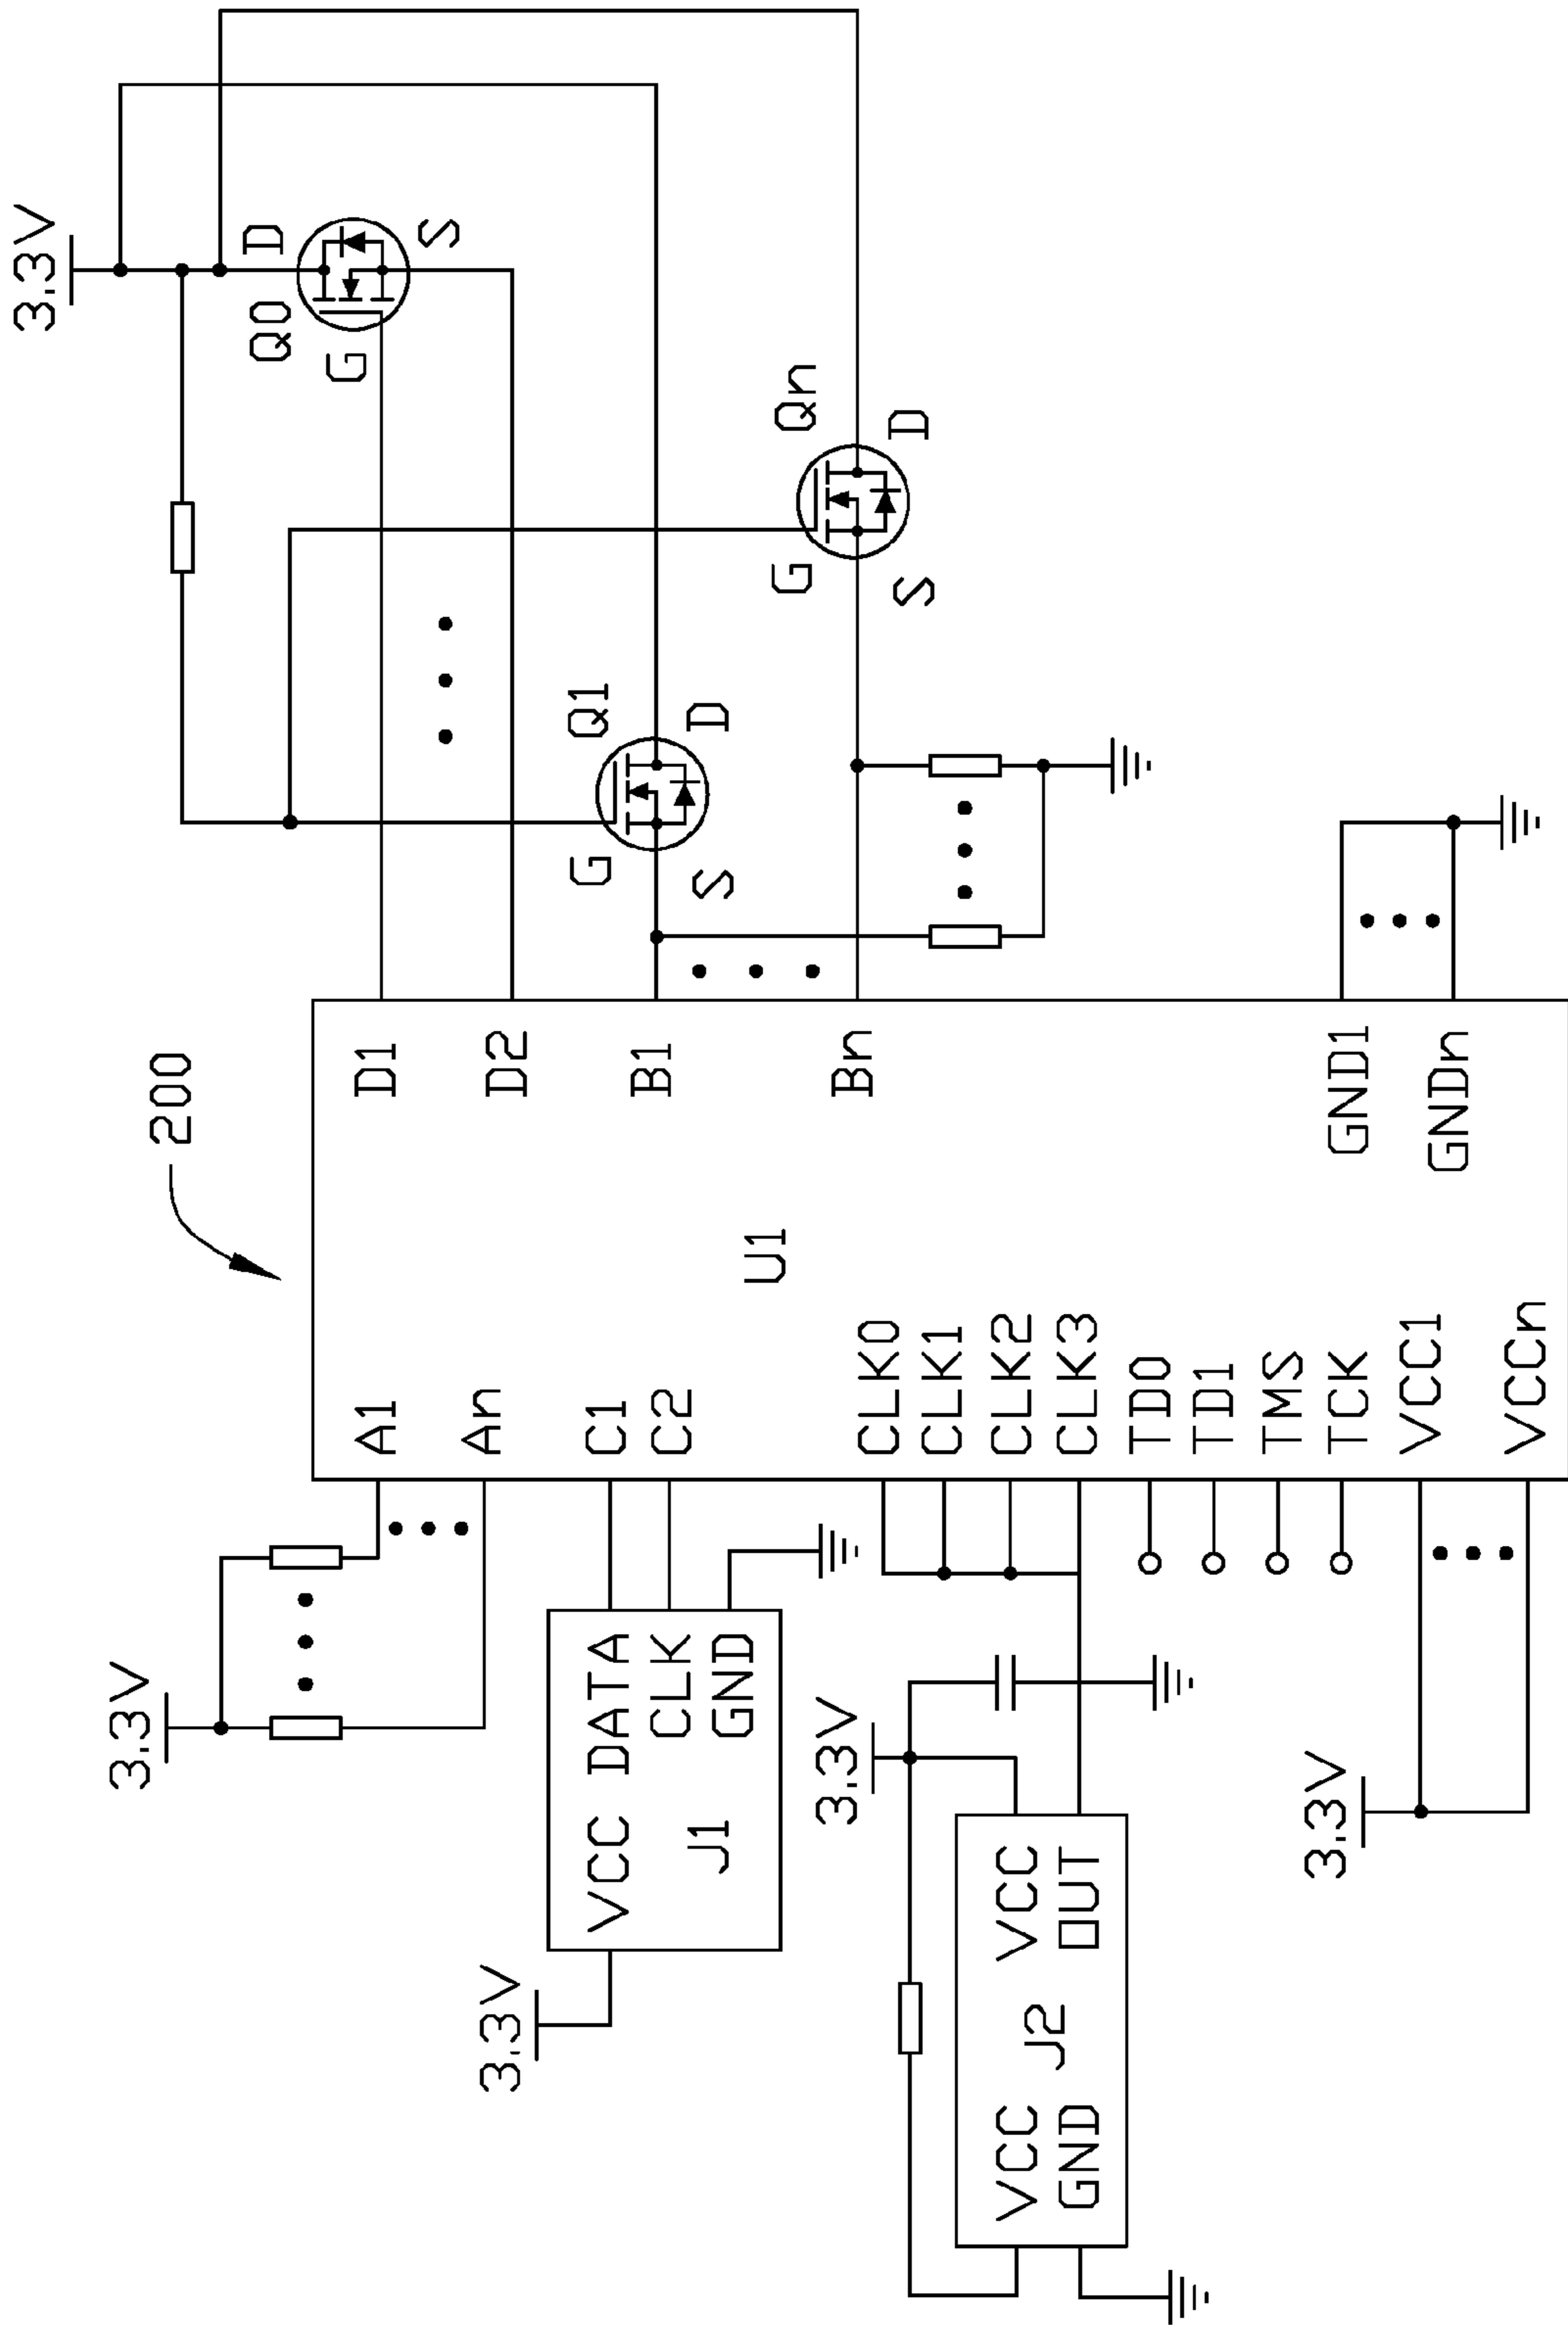 3.3V
D
Q0
G
S
Qn
D
G
S
Q1
D
G
S
200
D1
D2
B1
Bn
GND1
GNDn
U1
A1
An
C1
C2
CLK0
CLK1
CLK2
CLK3
TD0
TD1
TMS
TCK
VCC1
VCCn
3.3V
VCC DATA
CLK
J1 GND
3.3V
3.3V
VCC VCC
J2
GND OUT
3.3V